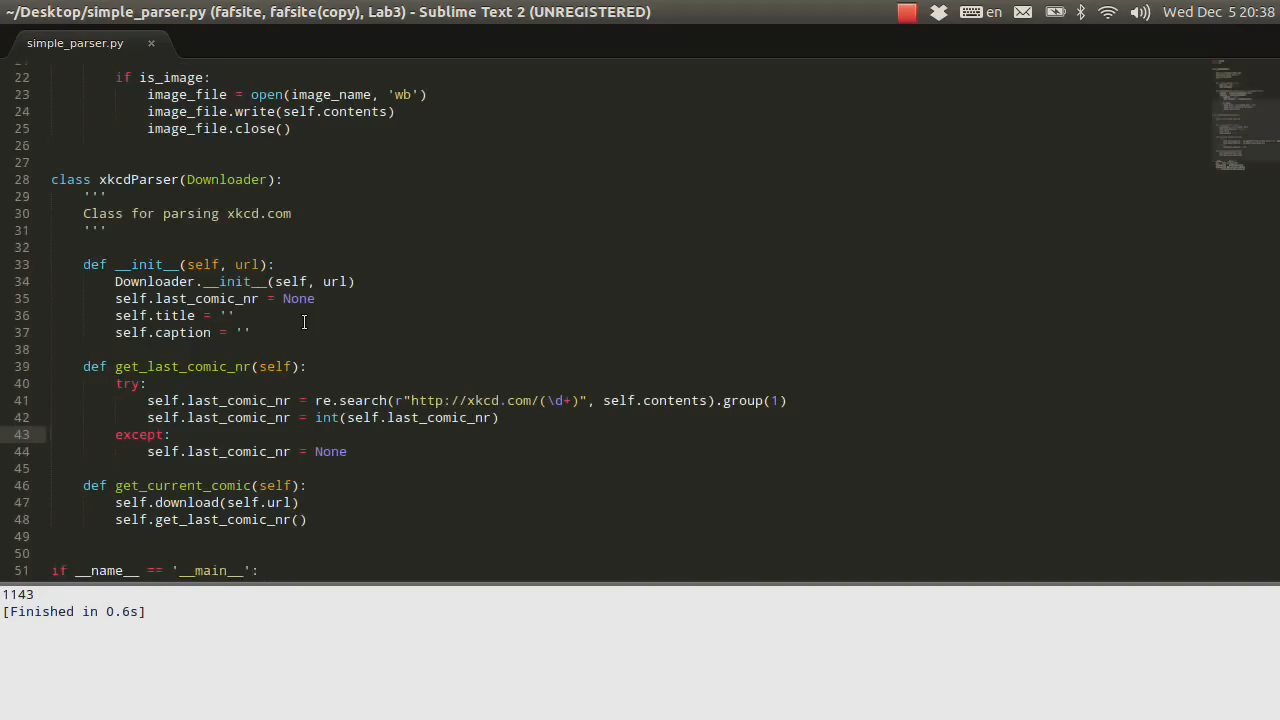 ~/Desktop/simple_parser.py (fafsite, fafsite(copy), Lab3) - Sublime Text 2 (UNREGISTERED) en Wed Dec 5 20:38
simple_parser.py ×
22 if is_image:
23 image_file = open(image_name, 'wb')
24 image_file.write(self.contents)
25 image_file.close()
26
27
28 class xkcdParser(Downloader):
29 '''
30 Class for parsing xkcd.com
31 '''
32
33 def __init__(self, url):
34 Downloader.__init__(self, url)
35 self.last_comic_nr = None
36 self.title = ''
37 self.caption = ''
38
39 def get_last_comic_nr(self):
40 try:
41 self.last_comic_nr = re.search(r"http://xkcd.com/(\d+)", self.contents).group(1)
42 self.last_comic_nr = int(self.last_comic_nr)
43 except:
44 self.last_comic_nr = None
45
46 def get_current_comic(self):
47 self.download(self.url)
48 self.get_last_comic_nr()
49
50
51 if __name__ == '__main__':
1143
[Finished in 0.6s]